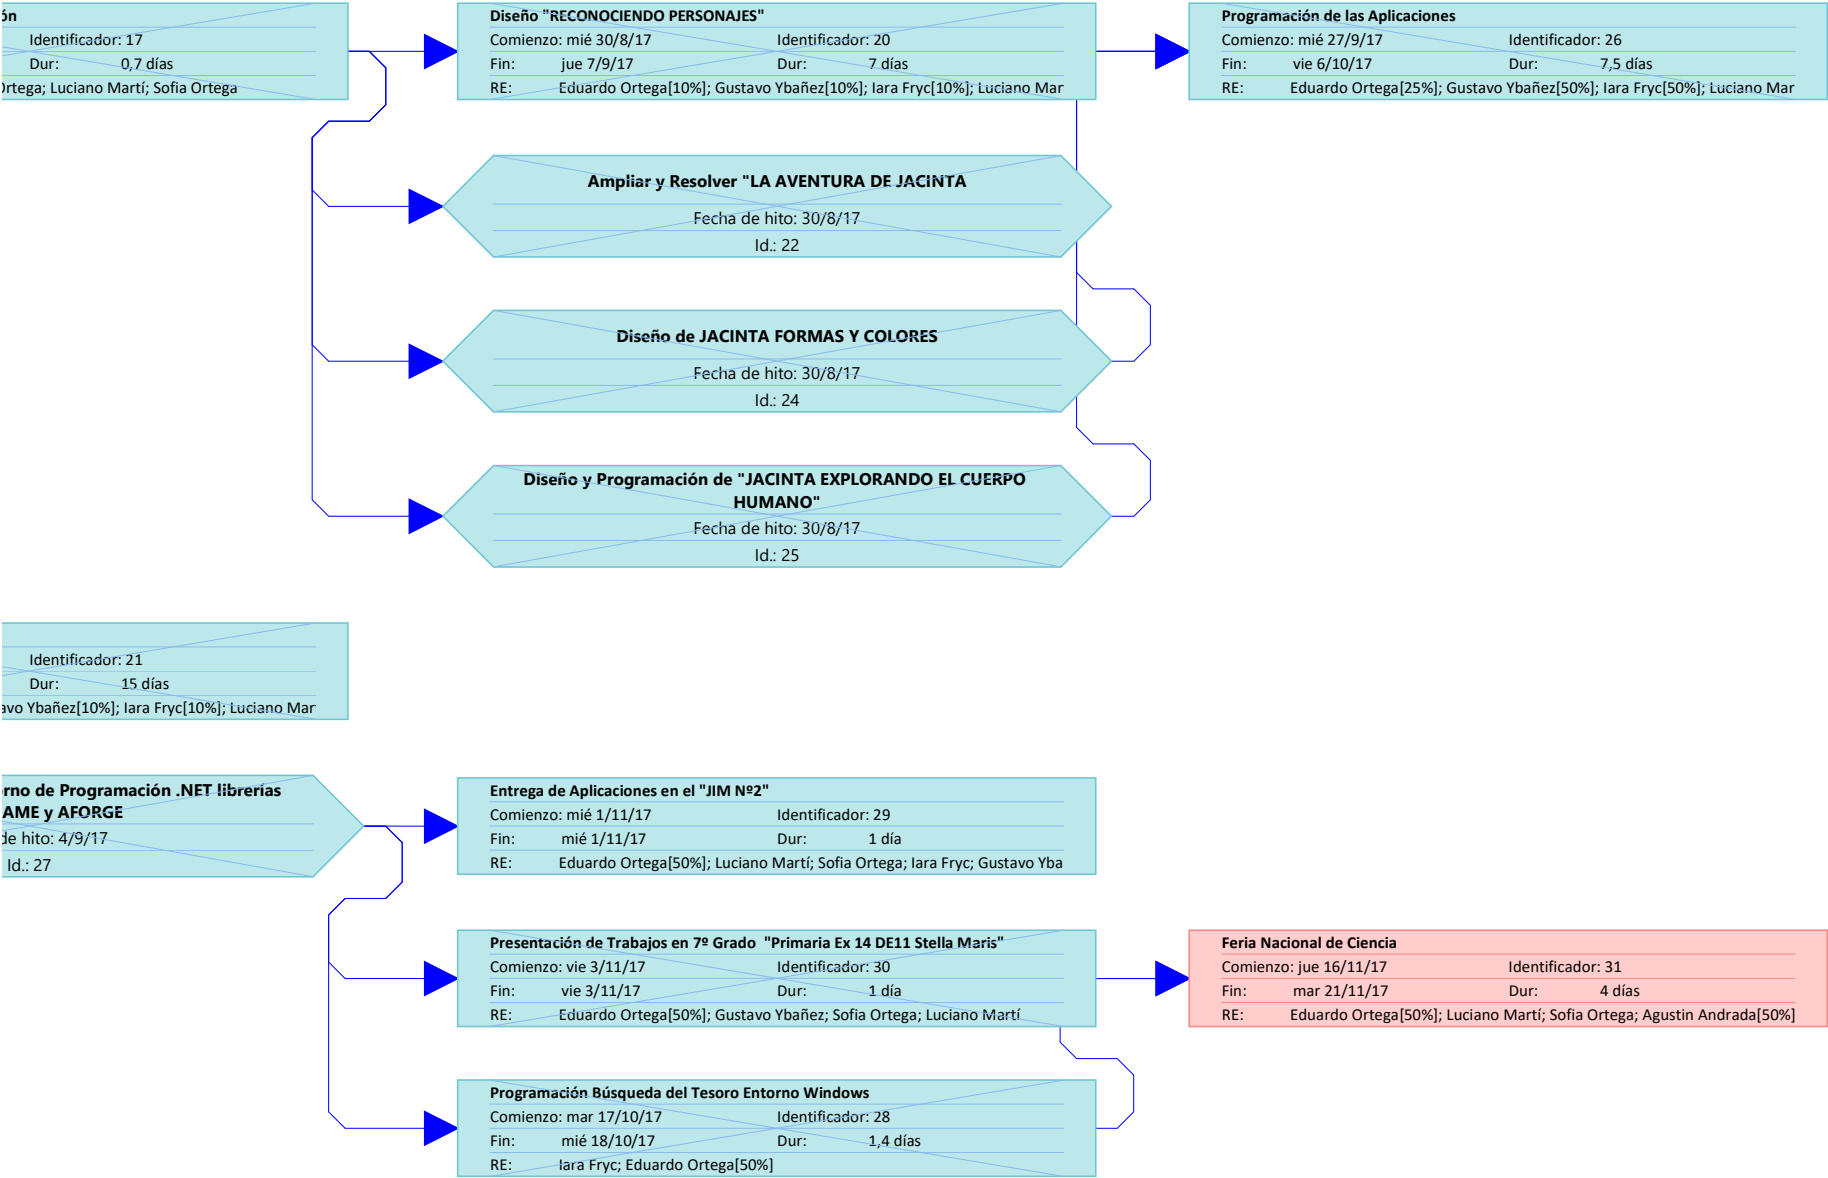 ón
Identificador: 17
Dur: 0,7 días
Ortega; Luciano Martí; Sofia Ortega
Diseño "RECONOCIENDO PERSONAJES"
Comienzo: mié 30/8/17 Identificador: 20
Fin: jue 7/9/17 Dur: 7 días
RE: Eduardo Ortega[10%]; Gustavo Ybañez[10%]; Iara Fryc[10%]; Luciano Mar
Programación de las Aplicaciones
Comienzo: mié 27/9/17 Identificador: 26
Fin: vie 6/10/17 Dur: 7,5 días
RE: Eduardo Ortega[25%]; Gustavo Ybañez[50%]; Iara Fryc[50%]; Luciano Mar
Ampliar y Resolver "LA AVENTURA DE JACINTA
Fecha de hito: 30/8/17
Id.: 22
Diseño de JACINTA FORMAS Y COLORES
Fecha de hito: 30/8/17
Id.: 24
Diseño y Programación de "JACINTA EXPLORANDO EL CUERPO
HUMANO"
Fecha de hito: 30/8/17
Id.: 25
Identificador: 21
Dur: 15 días
avo Ybañez[10%]; Iara Fryc[10%]; Luciano Mar
rno de Programación .NET librerías
AME y AFORGE
de hito: 4/9/17
Id.: 27
Entrega de Aplicaciones en el "JIM Nº2"
Comienzo: mié 1/11/17 Identificador: 29
Fin: mié 1/11/17 Dur: 1 día
RE: Eduardo Ortega[50%]; Luciano Martí; Sofia Ortega; Iara Fryc; Gustavo Yba
Presentación de Trabajos en 7º Grado "Primaria Ex 14 DE11 Stella Maris"
Comienzo: vie 3/11/17 Identificador: 30
Fin: vie 3/11/17 Dur: 1 día
RE: Eduardo Ortega[50%]; Gustavo Ybañez; Sofia Ortega; Luciano Martí
Feria Nacional de Ciencia
Comienzo: jue 16/11/17 Identificador: 31
Fin: mar 21/11/17 Dur: 4 días
RE: Eduardo Ortega[50%]; Luciano Martí; Sofia Ortega; Agustin Andrada[50%]
Programación Búsqueda del Tesoro Entorno Windows
Comienzo: mar 17/10/17 Identificador: 28
Fin: mié 18/10/17 Dur: 1,4 días
RE: Iara Fryc; Eduardo Ortega[50%]